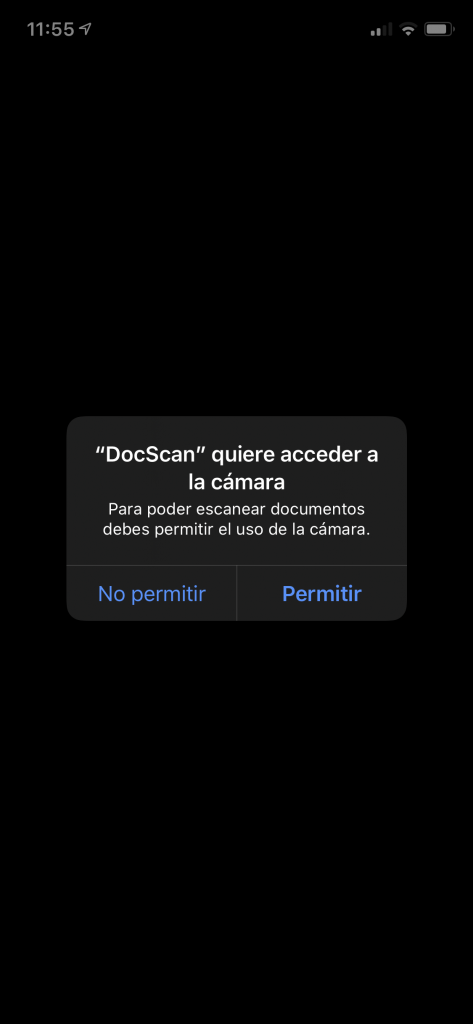 11:55
“DocScan” quiere acceder a
la cámara
Para poder escanear documentos
debes permitir el uso de la cámara.
No permitir
Permitir